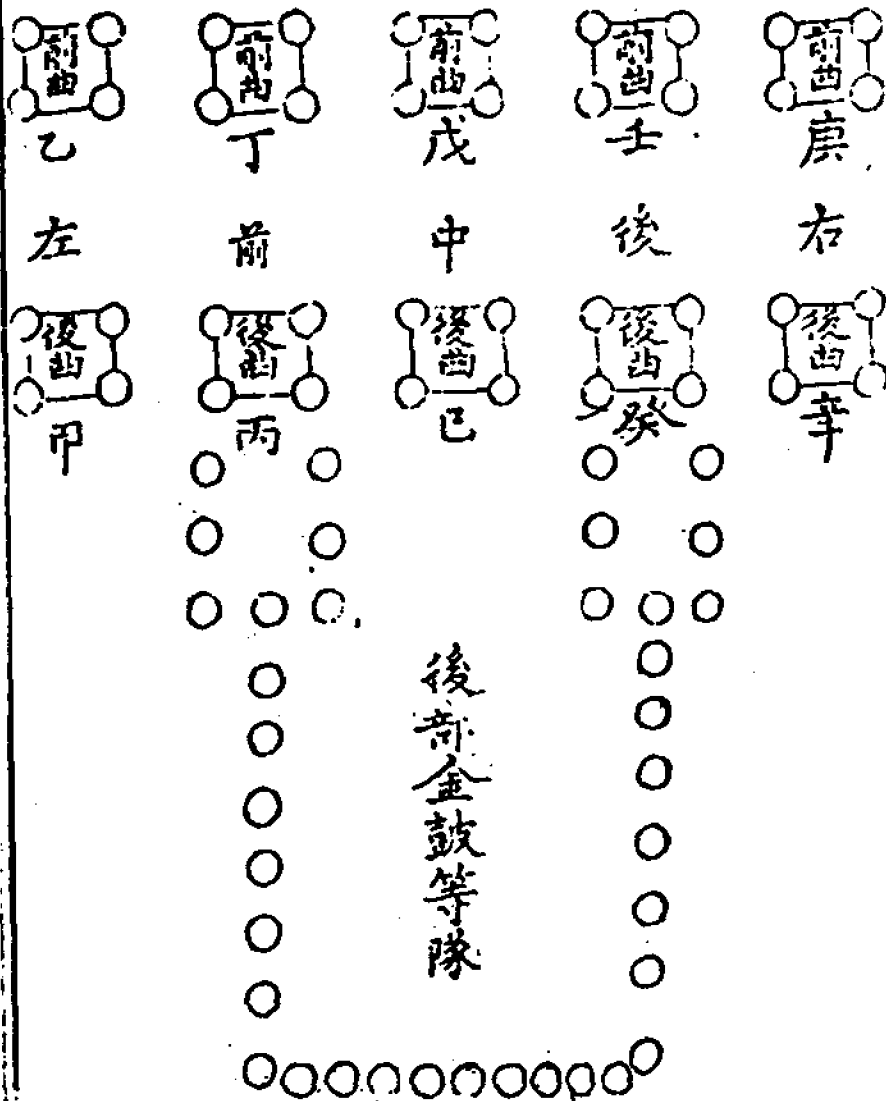 前曲 前曲 前曲 前曲 前曲
乙 丁 戊 壬 庚
左 前 中 後 右
後曲 後曲 後曲 後曲 後曲
甲 丙 己 癸 辛
後部金鼓等隊